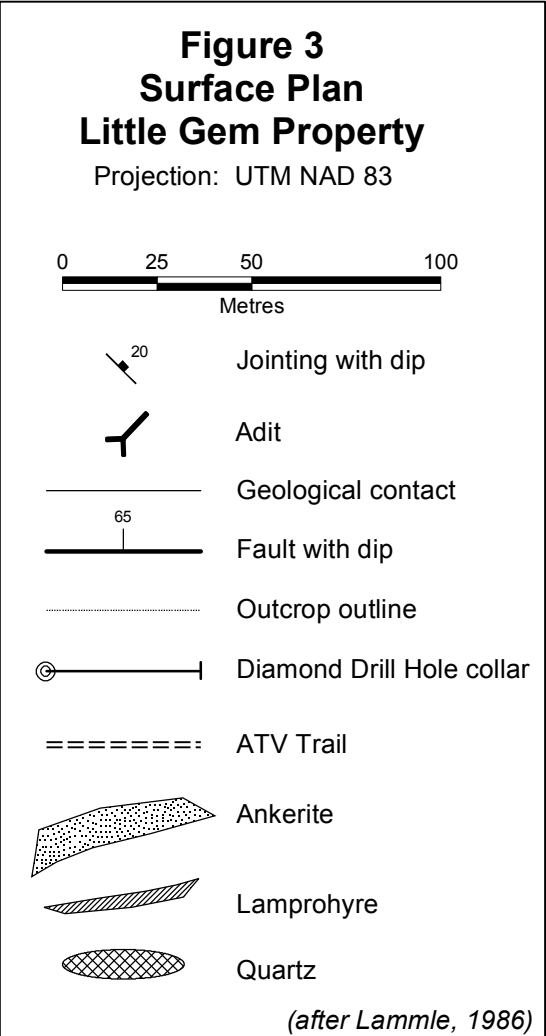 Figure 3
Surface Plan
Little Gem Property
Projection: UTM NAD 83
0 25 50 100
Metres
20
Jointing with dip
Adit
Geological contact
65
Fault with dip
Outcrop outline
Diamond Drill Hole collar
ATV Trail
Ankerite
Lamprohyre
Quartz
(after Lammle, 1986)